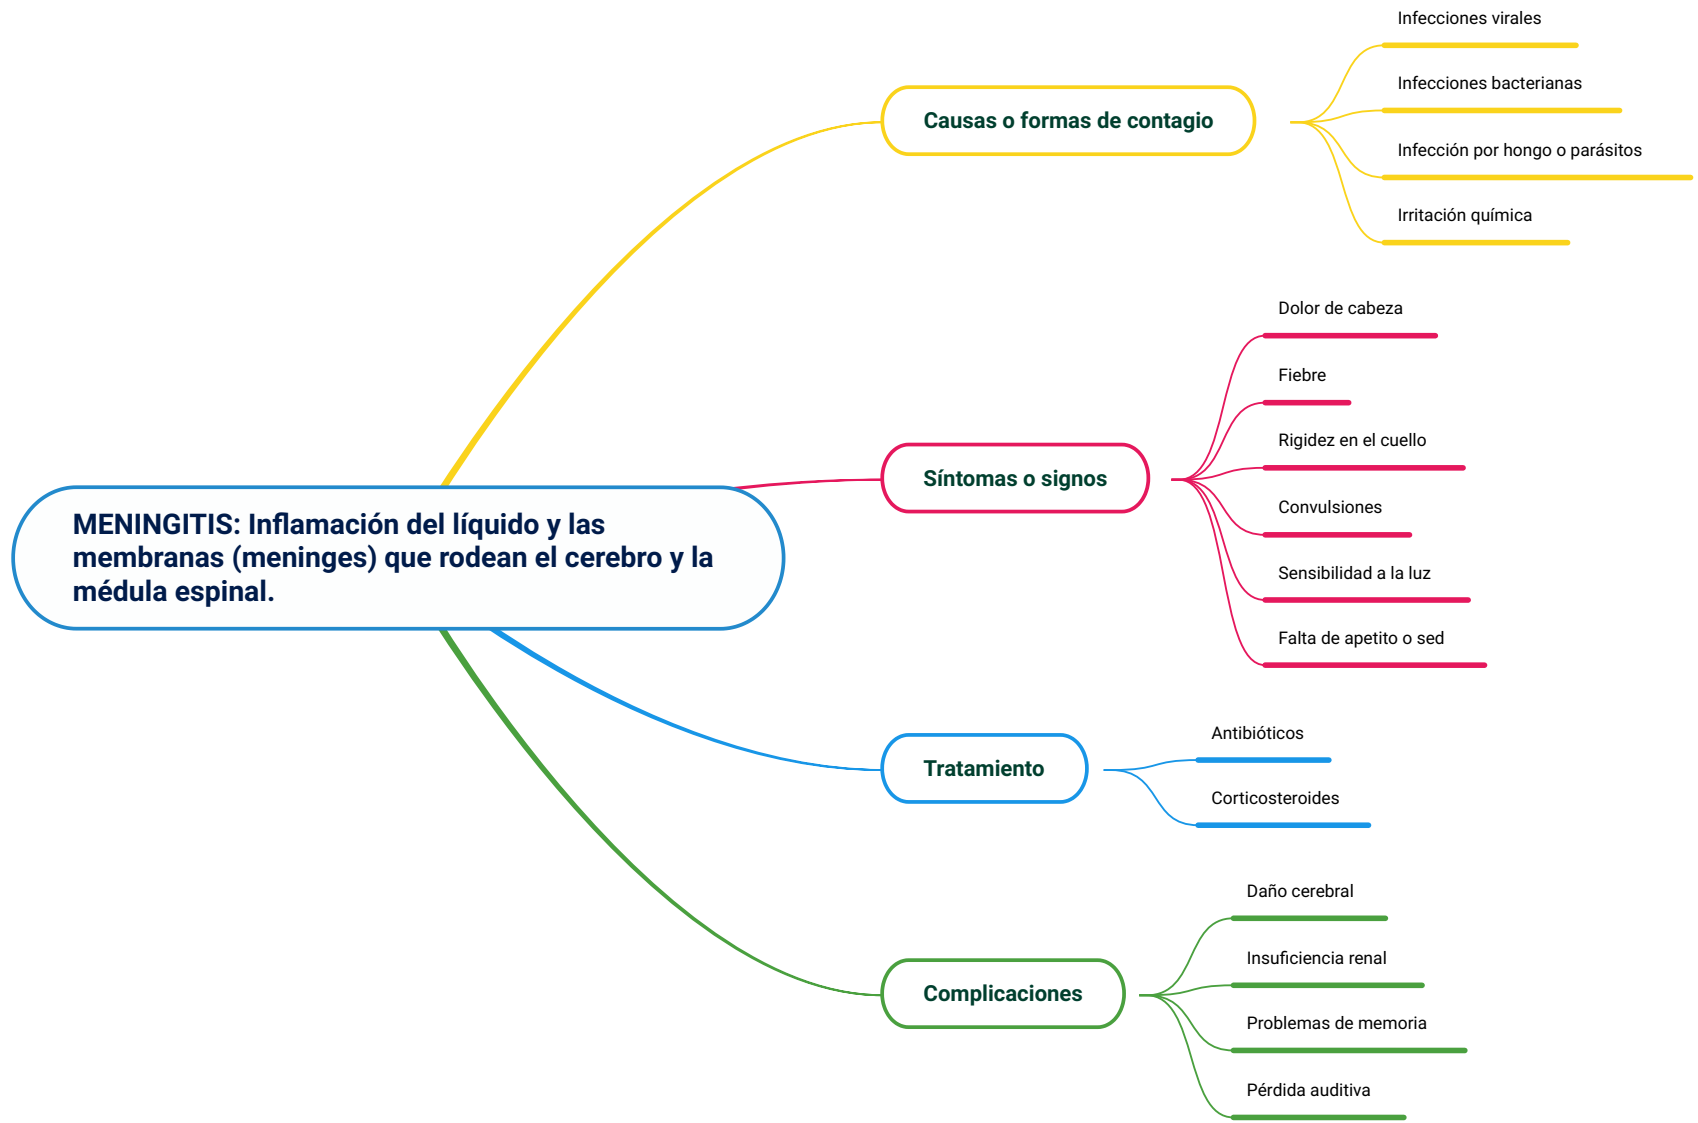 MENINGITIS: Inflamación del líquido y las
membranas (meninges) que rodean el cerebro y la
médula espinal.
Causas o formas de contagio
Infecciones virales
Infecciones bacterianas
Infección por hongo o parásitos
Irritación química
Síntomas o signos
Dolor de cabeza
Fiebre
Rigidez en el cuello
Convulsiones
Sensibilidad a la luz
Falta de apetito o sed
Tratamiento
Antibióticos
Corticosteroides
Complicaciones
Daño cerebral
Insuficiencia renal
Problemas de memoria
Pérdida auditiva